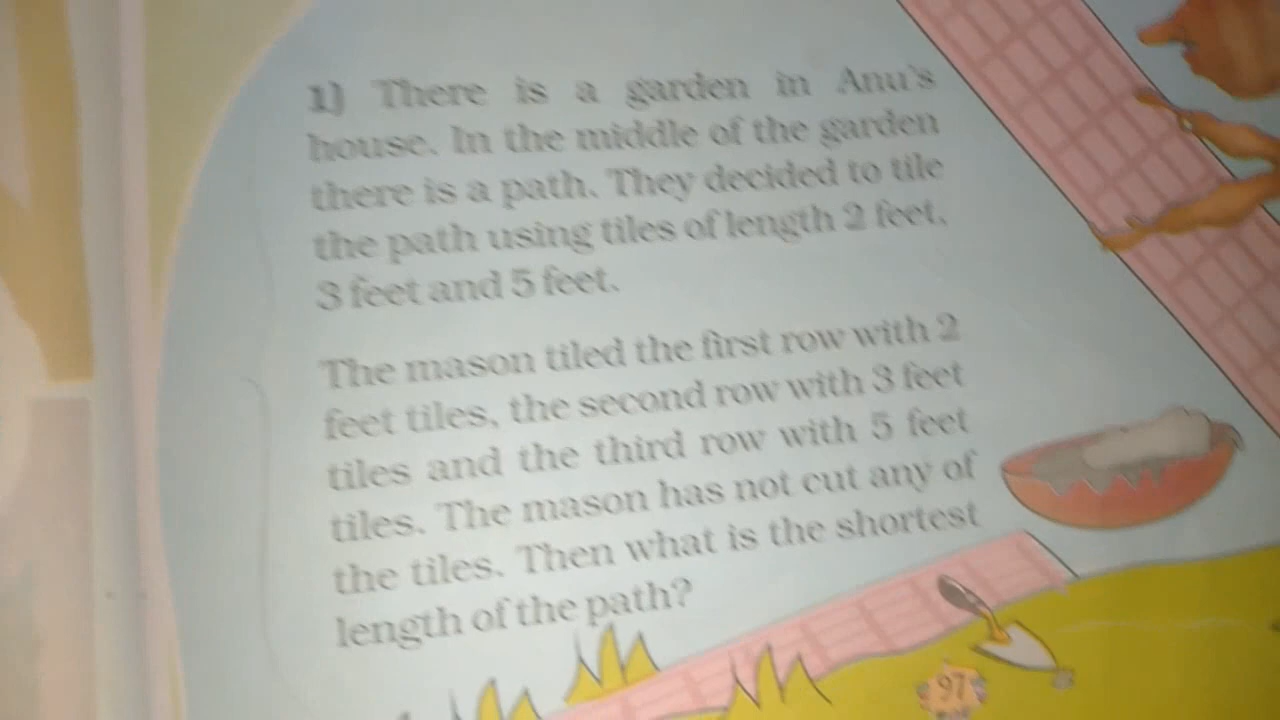 1) There is a garden in Anu's
house. In the middle of the garden
there is a path. They decided to tile
the path using tiles of length 2 feet,
3 feet and 5 feet.
The mason tiled the first row with 2
feet tiles, the second row with 3 feet
tiles and the third row with 5 feet
tiles. The mason has not cut any of
the tiles. Then what is the shortest
length of the path?
97